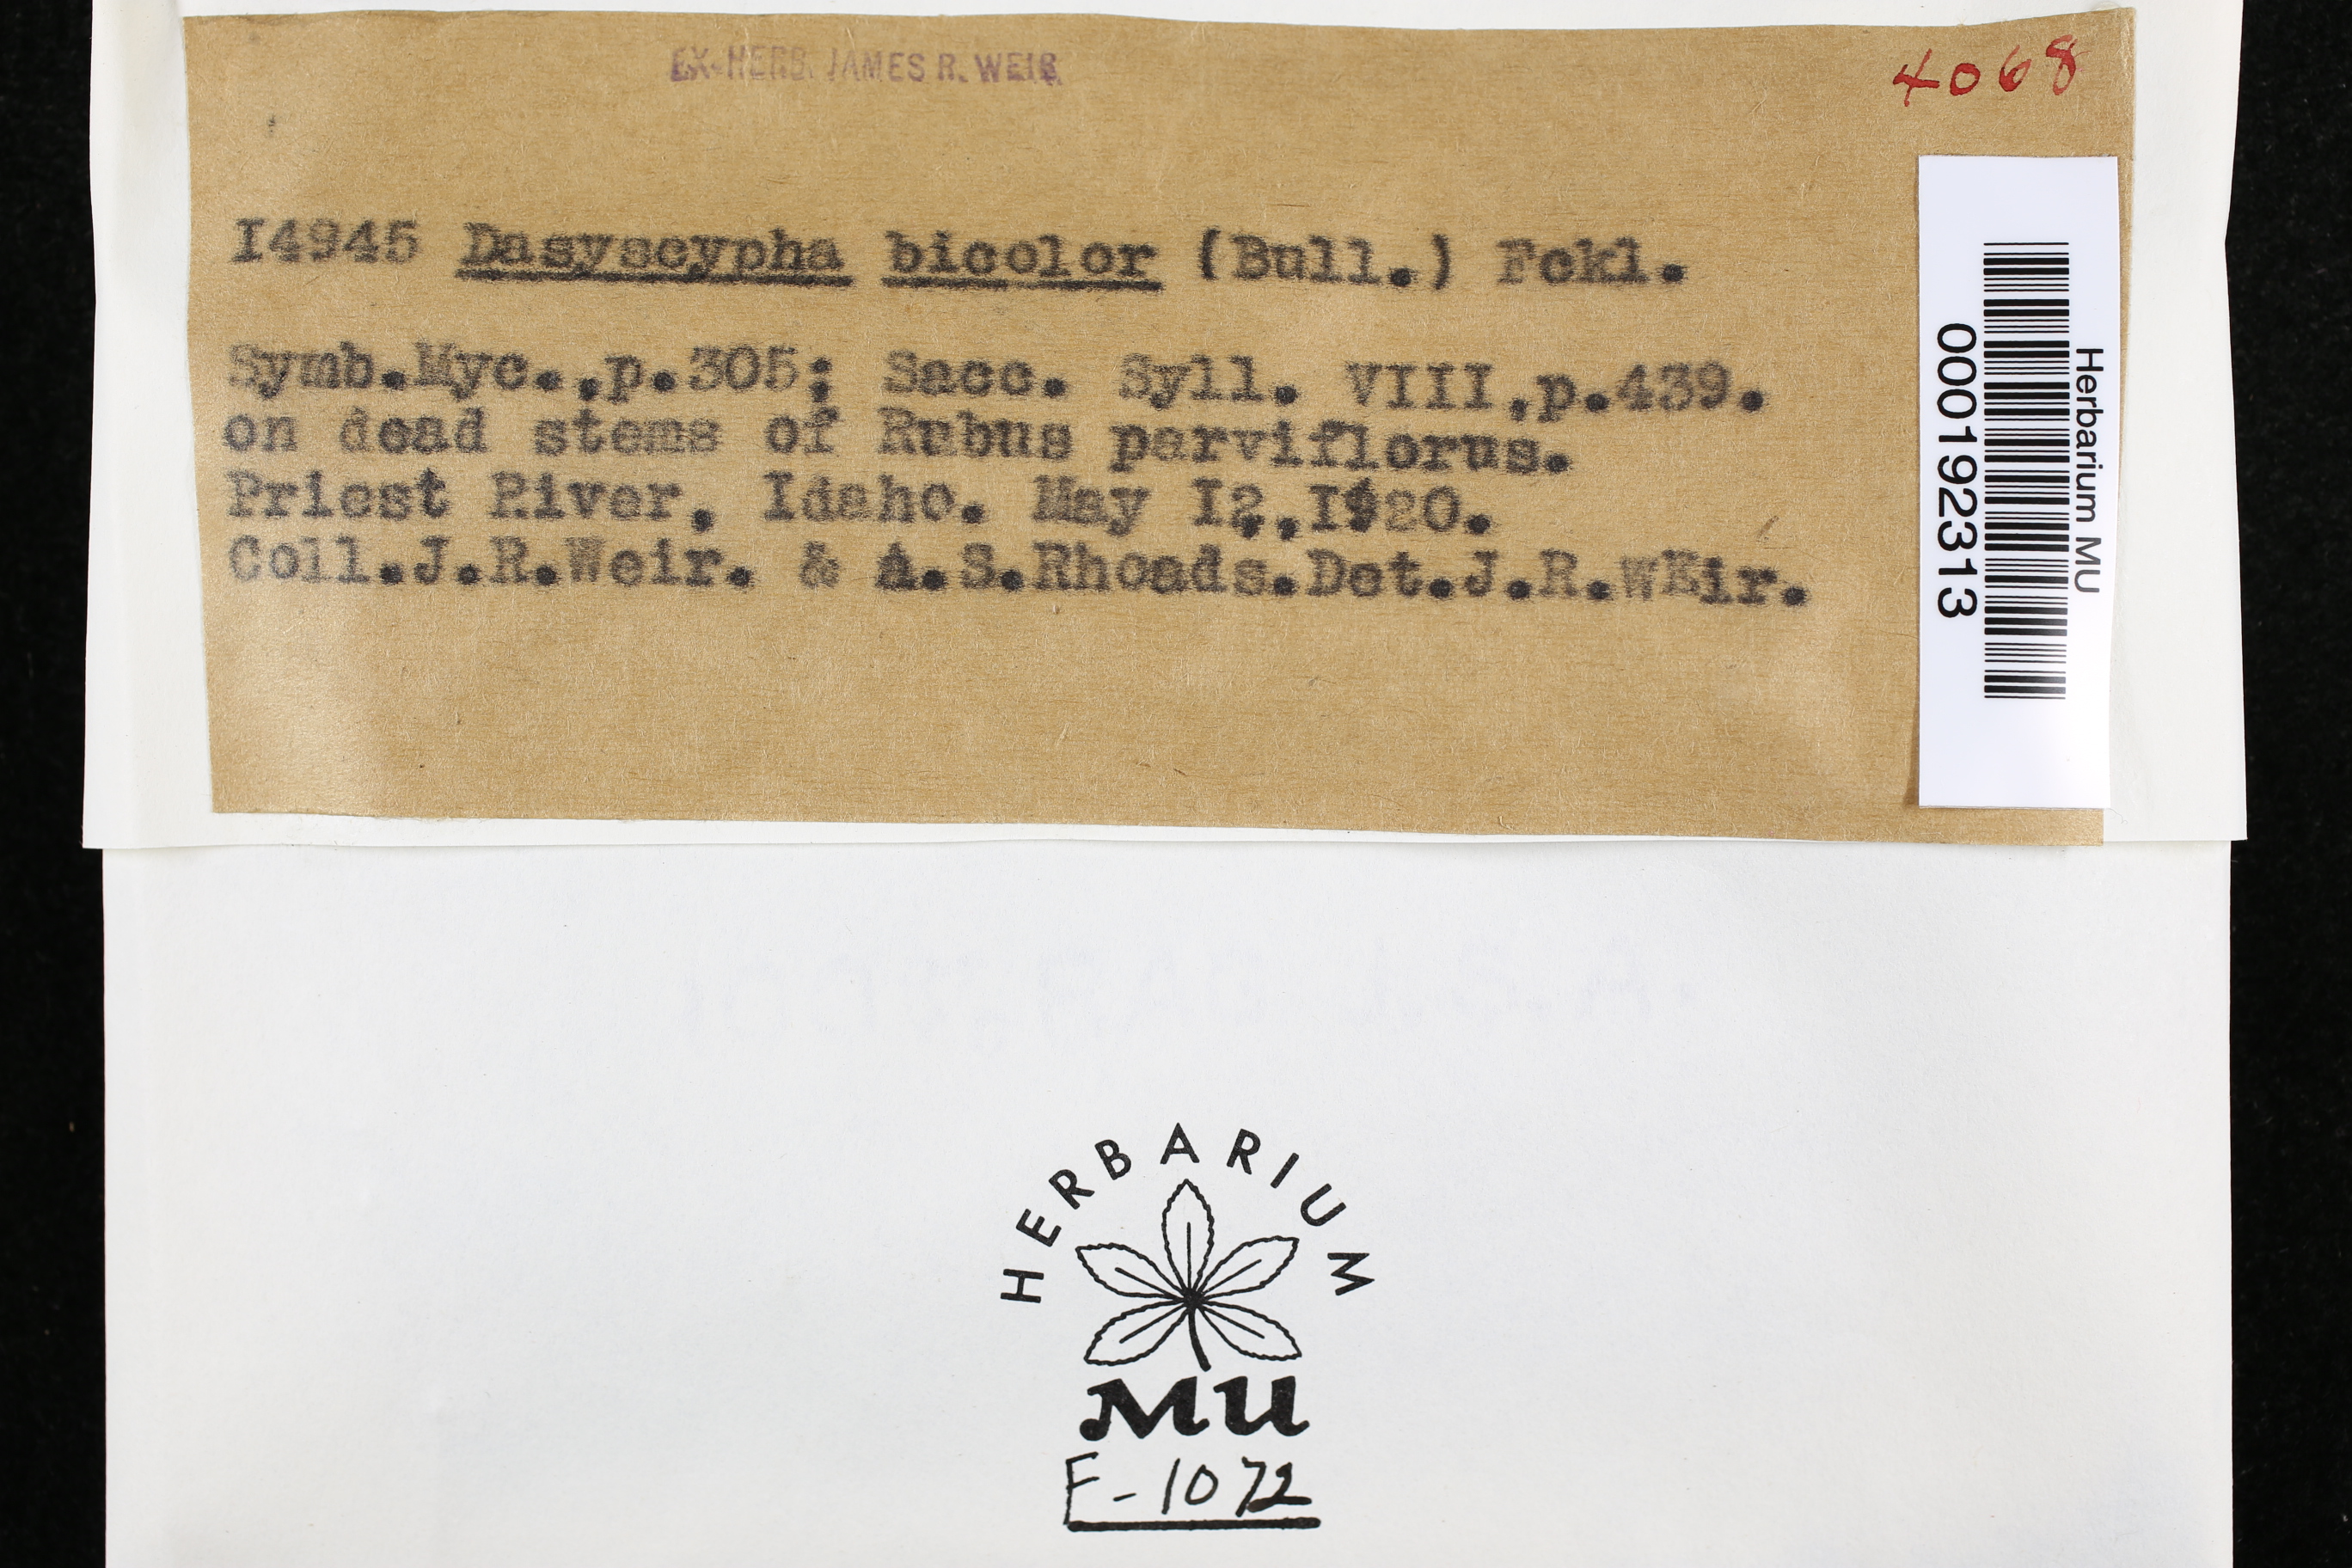 EX-HERB. JAMES R. WEIR
4068
I4945 Dasyscypha bicolor (Bull.) Fckl.
Symb.Myc.,p.305; Sacc. Syll. VIII,p.439.
on dead stems of Rubus parviflorus.
Priest River, Idaho. May I2,,I920.
Coll.J.R.Weir. & A.S.Rhoads.Det.J.R.WEir.
Herbarium MU
000192313
HERBARIUM
MU
F-1072